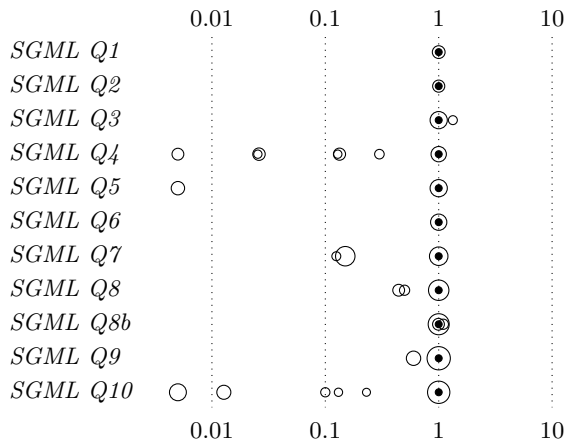 0.01 0.1 1 10
SGML Q1
SGML Q2
SGML Q3
SGML Q4
SGML Q5
SGML Q6
SGML Q7
SGML Q8
SGML Q8b
SGML Q9
SGML Q10
0.01 0.1 1 10